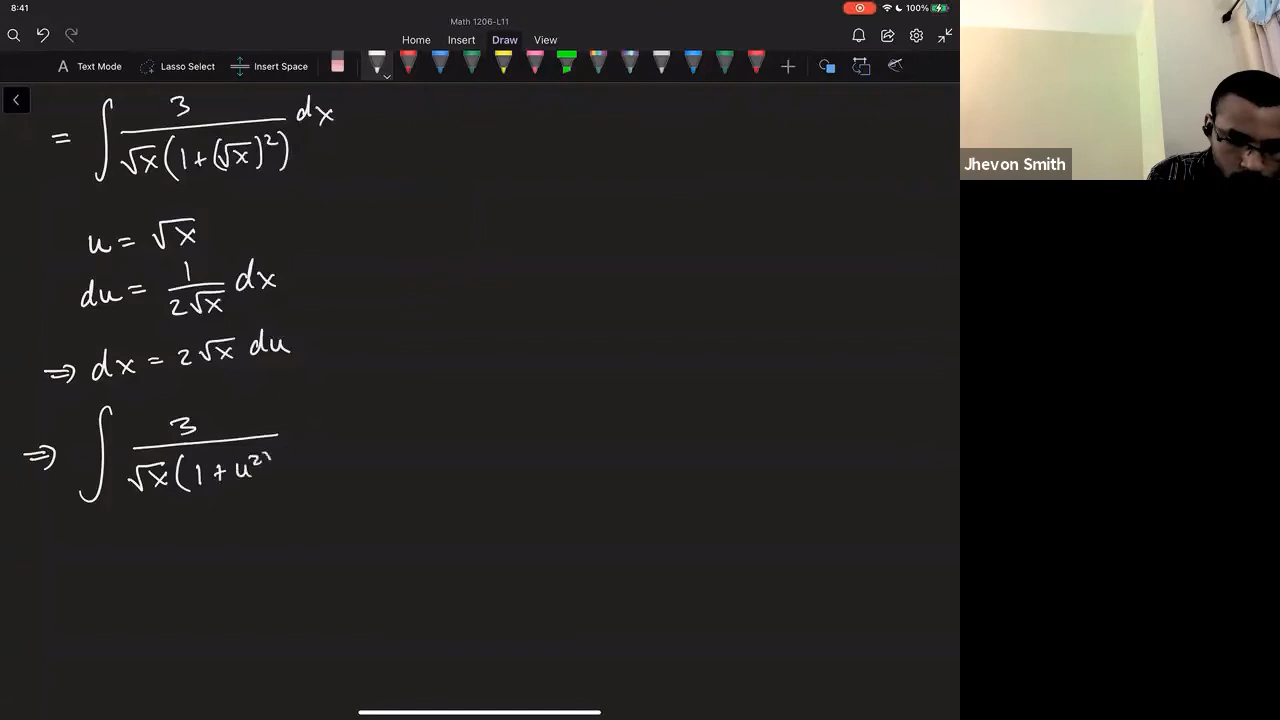 8:41
100%
Math 1206-L11
Home Insert Draw View
Text Mode Lasso Select Insert Space
= ∫ 3/(√x(1+(√x)²)) dx
u = √x
du = 1/(2√x) dx
⇒ dx = 2√x du
⇒ ∫ 3/(√x(1+u²)
Jhevon Smith